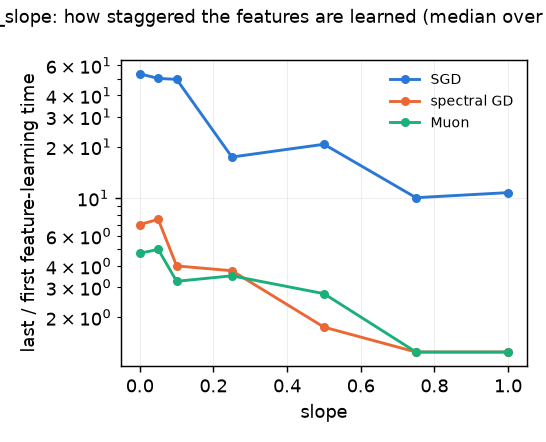 _slope: how staggered the features are learned (median over
last / first feature-learning time
6 × 10¹
4 × 10¹
3 × 10¹
2 × 10¹
10¹
6 × 10⁰
4 × 10⁰
3 × 10⁰
2 × 10⁰
SGD
spectral GD
Muon
0.0 0.2 0.4 0.6 0.8 1.0
slope